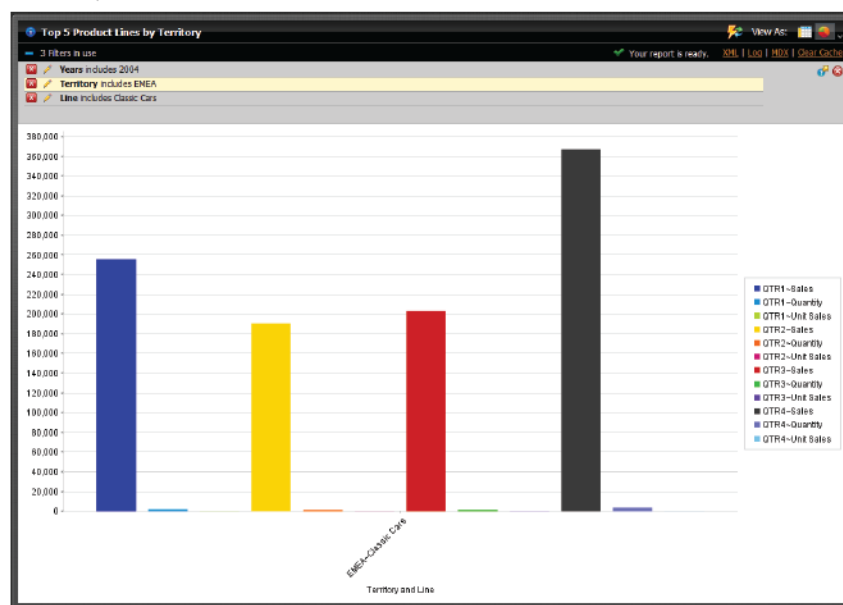 Top 5 Product Lines by Territory
View As:
3 Filters in use
Your report is ready.
XML | Log | MDX | Clear Cache
Years includes 2004
Territory includes EMEA
Line includes Classic Cars
380,000
360,000
340,000
320,000
300,000
280,000
260,000
240,000
220,000
200,000
180,000
160,000
140,000
120,000
100,000
80,000
60,000
40,000
20,000
0
EMEA~Classic Cars
Territory and Line
QTR1~Sales
QTR1~Quantity
QTR1~Unit Sales
QTR2~Sales
QTR2~Quantity
QTR2~Unit Sales
QTR3~Sales
QTR3~Quantity
QTR3~Unit Sales
QTR4~Sales
QTR4~Quantity
QTR4~Unit Sales